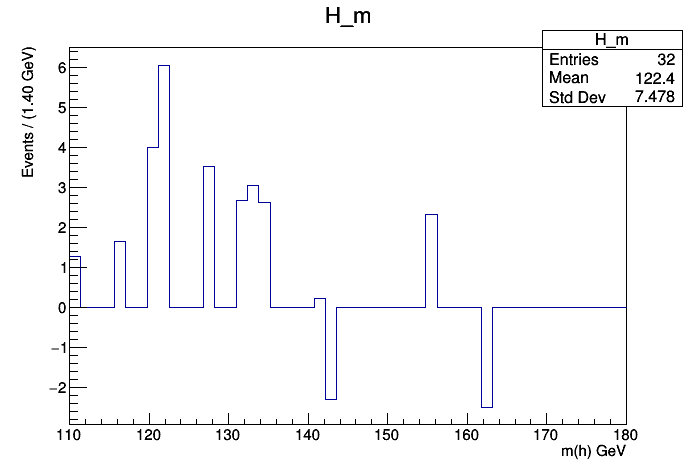 H_m
H_m
Entries 32
Mean 122.4
Std Dev 7.478
Events / (1.40 GeV)
6
5
4
3
2
1
0
−1
−2
110 120 130 140 150 160 170 180
m(h) GeV